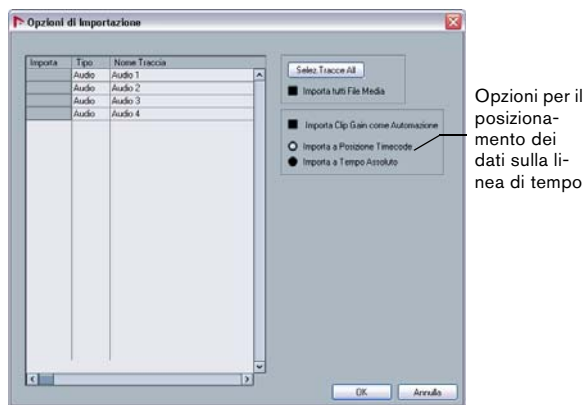 Opzioni di Importazione
Importa Tipo Nome Traccia
Audio Audio 1
Audio Audio 2
Audio Audio 3
Audio Audio 4
Selez.Tracce All
Importa tutti File Media
Importa Clip Gain come Automazione
Importa a Posizione Timecode
Importa a Tempo Assoluto
OK Annulla
Opzioni per il
posiziona-
mento dei
dati sulla li-
nea di tempo